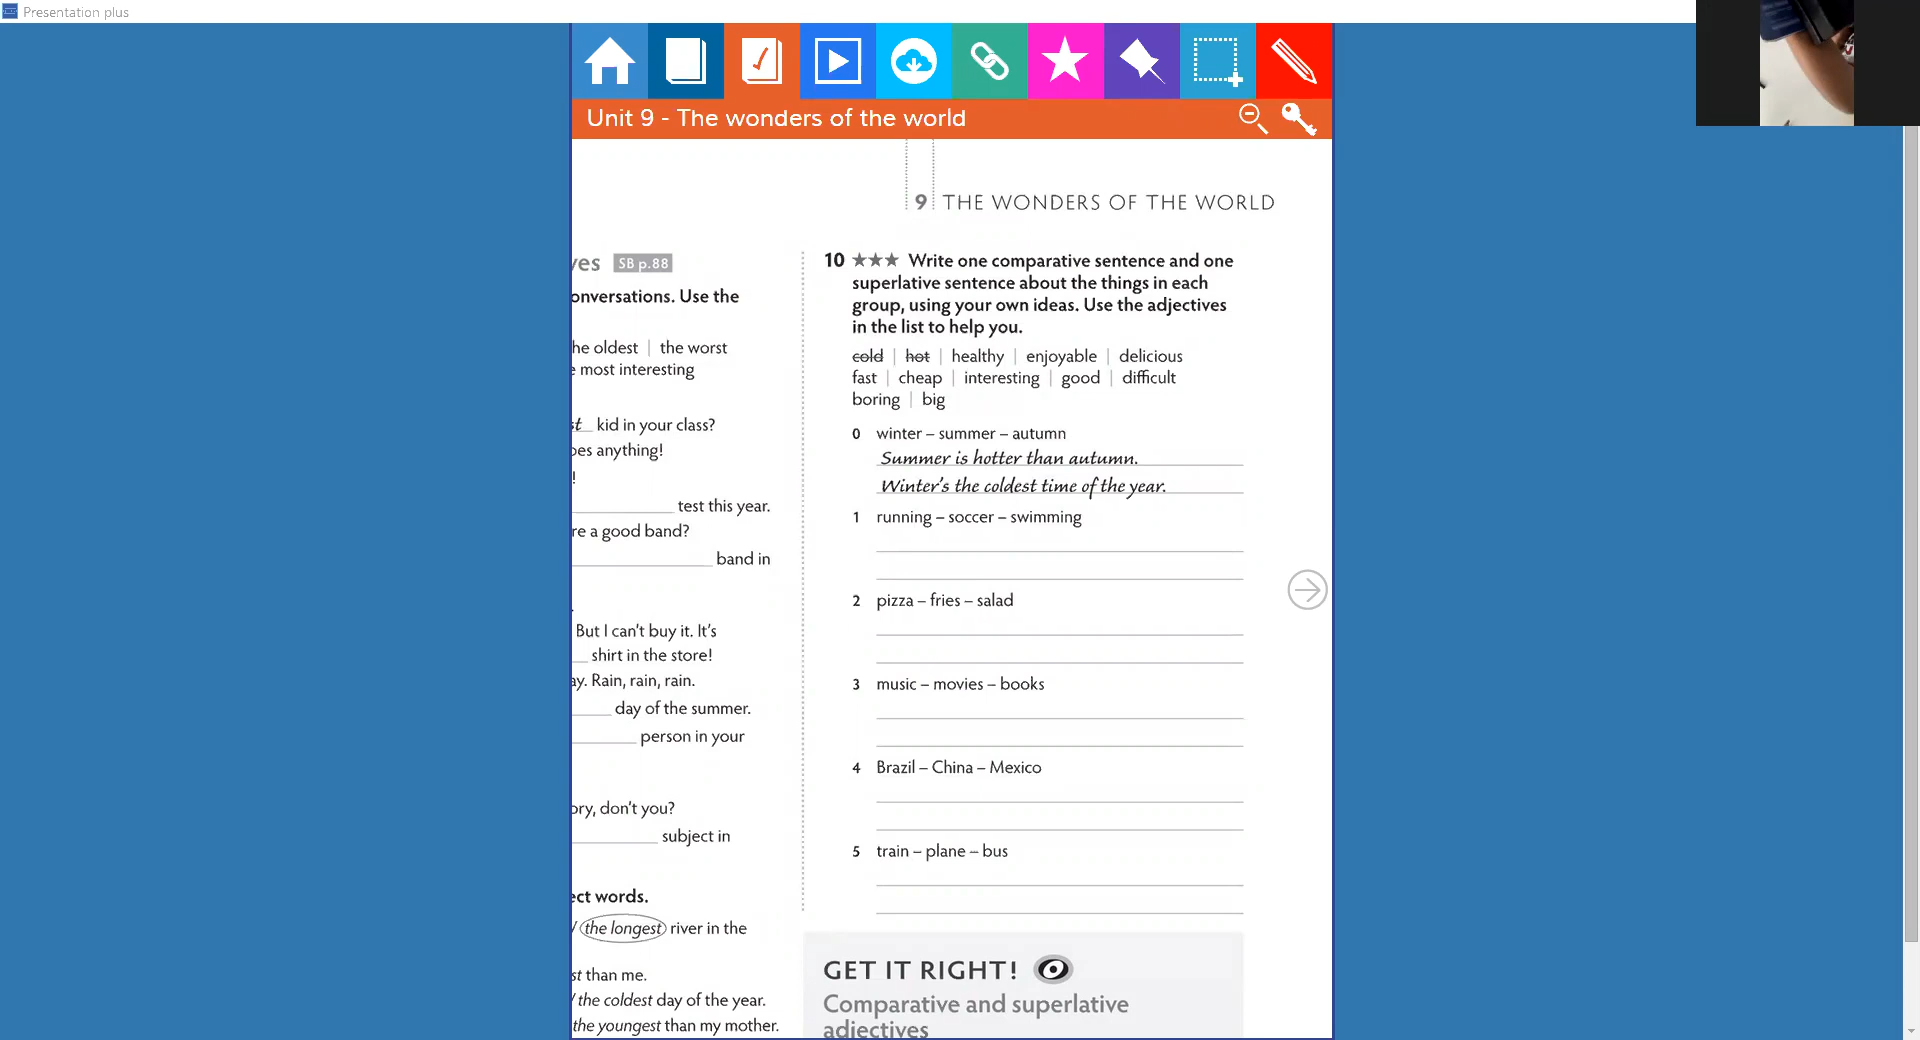 Presentation plus
Unit 9 - The wonders of the world
9 THE WONDERS OF THE WORLD
ves SB p.88
onversations. Use the
he oldest | the worst
e most interesting
st kid in your class?
oes anything!
!
test this year.
re a good band?
band in
.
But I can't buy it. It's
shirt in the store!
ay. Rain, rain, rain.
day of the summer.
person in your
ory, don't you?
subject in
ect words.
/ the longest river in the
st than me.
/ the coldest day of the year.
the youngest than my mother.
10 ★★★ Write one comparative sentence and one
superlative sentence about the things in each
group, using your own ideas. Use the adjectives
in the list to help you.
cold | hot | healthy | enjoyable | delicious
fast | cheap | interesting | good | difficult
boring | big
0 winter – summer – autumn
Summer is hotter than autumn.
Winter's the coldest time of the year.
1 running – soccer – swimming
2 pizza – fries – salad
3 music – movies – books
4 Brazil – China – Mexico
5 train – plane – bus
GET IT RIGHT!
Comparative and superlative
adjectives